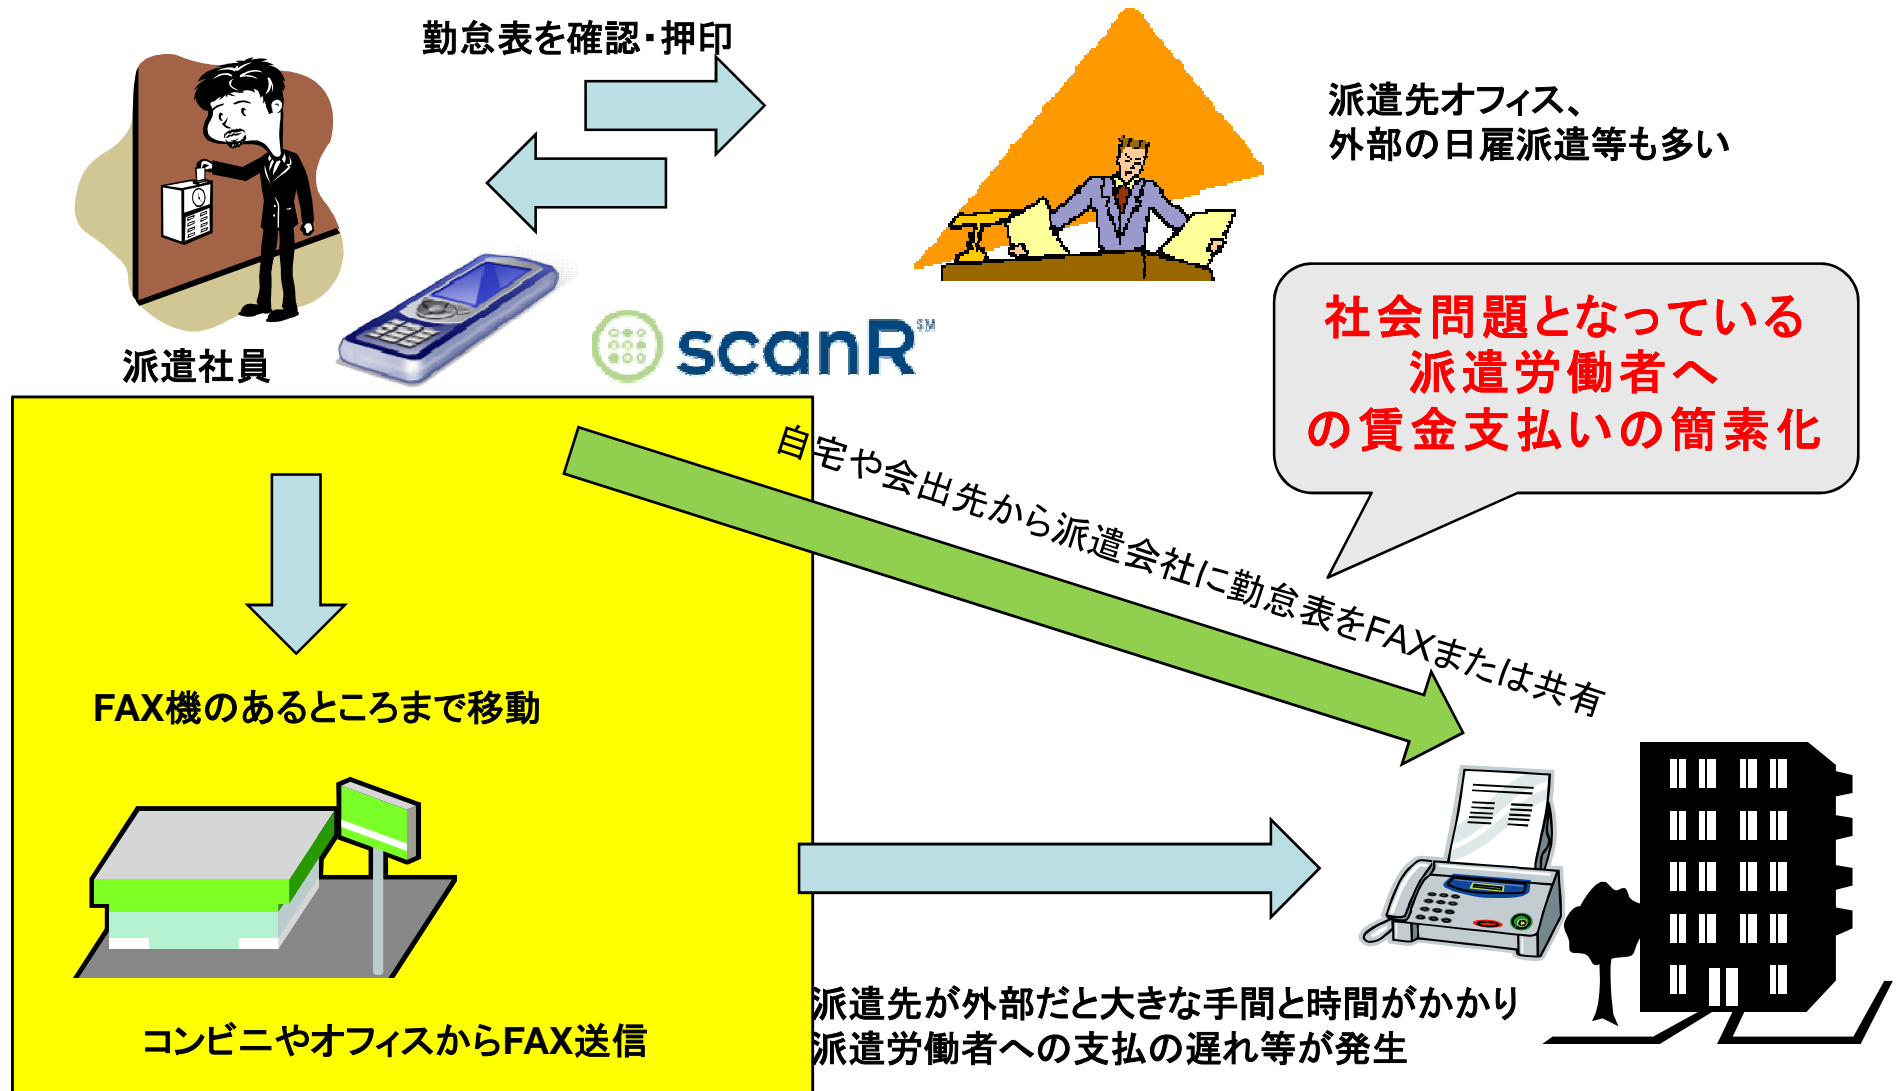 勤怠表を確認・押印
派遣先オフィス、
外部の日雇派遣等も多い
派遣社員
scanR℠
社会問題となっている
派遣労働者へ
の賃金支払いの簡素化
自宅や会出先から派遣会社に勤怠表をFAXまたは共有
FAX機のあるところまで移動
コンビニやオフィスからFAX送信
派遣先が外部だと大きな手間と時間がかかり
派遣労働者への支払の遅れ等が発生